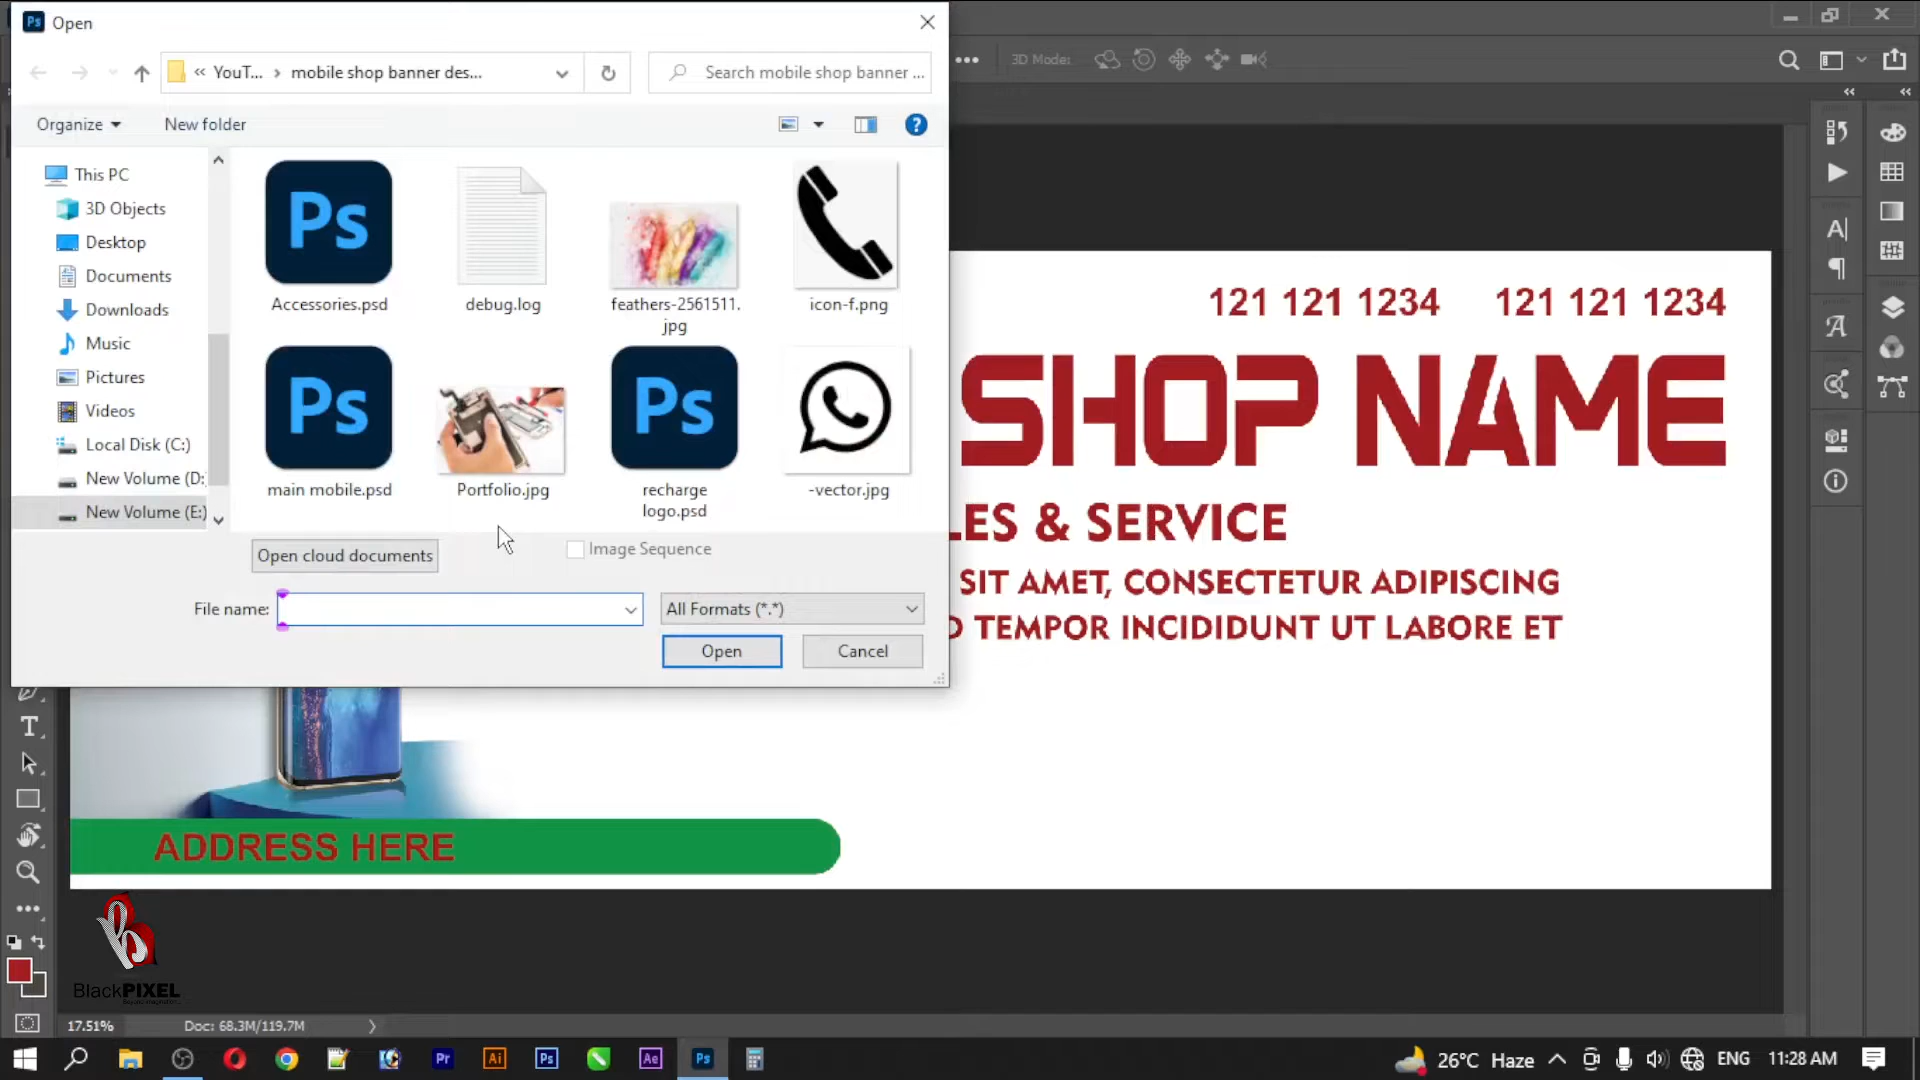 Ps Open
« YouT... › mobile shop banner des...
Search mobile shop banner ...
3D Mode:
Organize
New folder
This PC
3D Objects
Desktop
Documents
Downloads
Music
Pictures
Videos
Local Disk (C:)
New Volume (D:
New Volume (E:)
Ps
Accessories.psd
debug.log
feathers-2561511.
jpg
icon-f.png
Ps
main mobile.psd
Portfolio.jpg
Ps
recharge
logo.psd
-vector.jpg
Open cloud documents
Image Sequence
File name:
All Formats (*.*)
Open
Cancel
121 121 1234 121 121 1234
SHOP NAME
LES & SERVICE
SIT AMET, CONSECTETUR ADIPISCING
TEMPOR INCIDIDUNT UT LABORE ET
ADDRESS HERE
BlackPIXEL
17.51%
Doc: 68.3M/119.7M
Pr
Ai
Ps
Ae
Ps
26°C Haze
ENG
11:28 AM